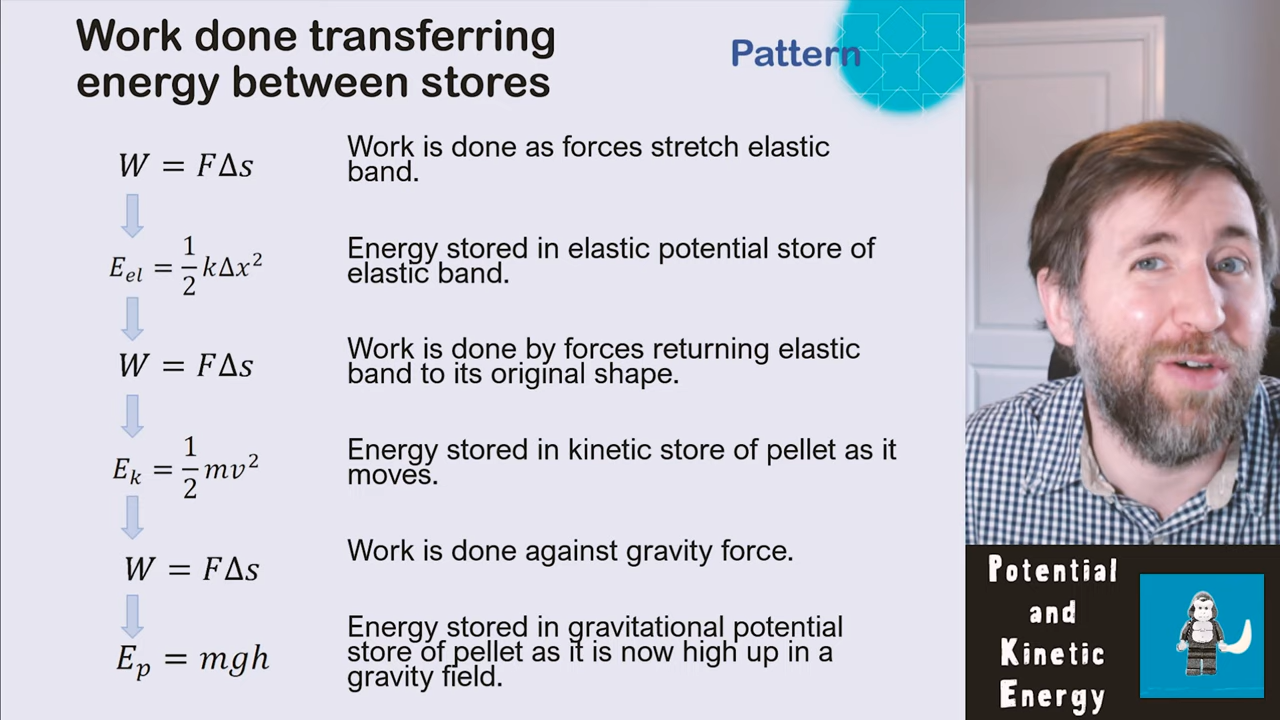 Work done transferring
energy between stores
Pattern
W = FΔs
Work is done as forces stretch elastic
band.
E_{el} = \frac{1}{2}kΔx²
Energy stored in elastic potential store of
elastic band.
W = FΔs
Work is done by forces returning elastic
band to its original shape.
E_k = \frac{1}{2}mv²
Energy stored in kinetic store of pellet as it
moves.
W = FΔs
Work is done against gravity force.
E_p = mgh
Energy stored in gravitational potential
store of pellet as it is now high up in a
gravity field.
Potential
and
Kinetic
Energy